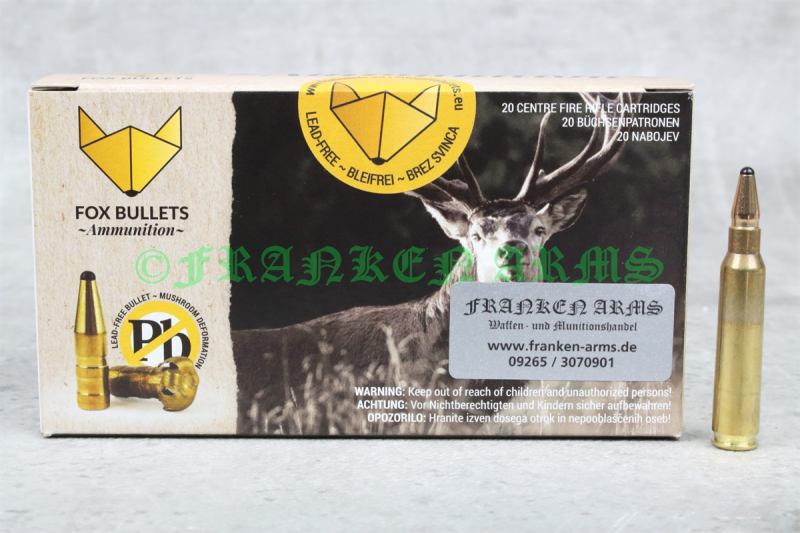 FOX BULLETS
LEAD-FREE ~ BLEIFREI ~ BREZ SVINCA
20 CENTRE FIRE RIFLE CARTRIDGES
20 BÜCHSENPATRONEN
20 NABOJEV
FOX BULLETS
~Ammunition~
©FRANKEN ARMS
LEAD-FREE BULLET ~ MUSHROOM DEFORMATION
Pb
FRANKEN ARMS
Waffen- und Munitionshandel
www.franken-arms.de
09265 / 3070901
WARNING: Keep out of reach of children and unauthorized persons!
ACHTUNG: Vor Nichtberechtigten und Kindern sicher aufbewahren!
OPOZORILO: Hranite izven dosega otrok in nepooblaščenih oseb!